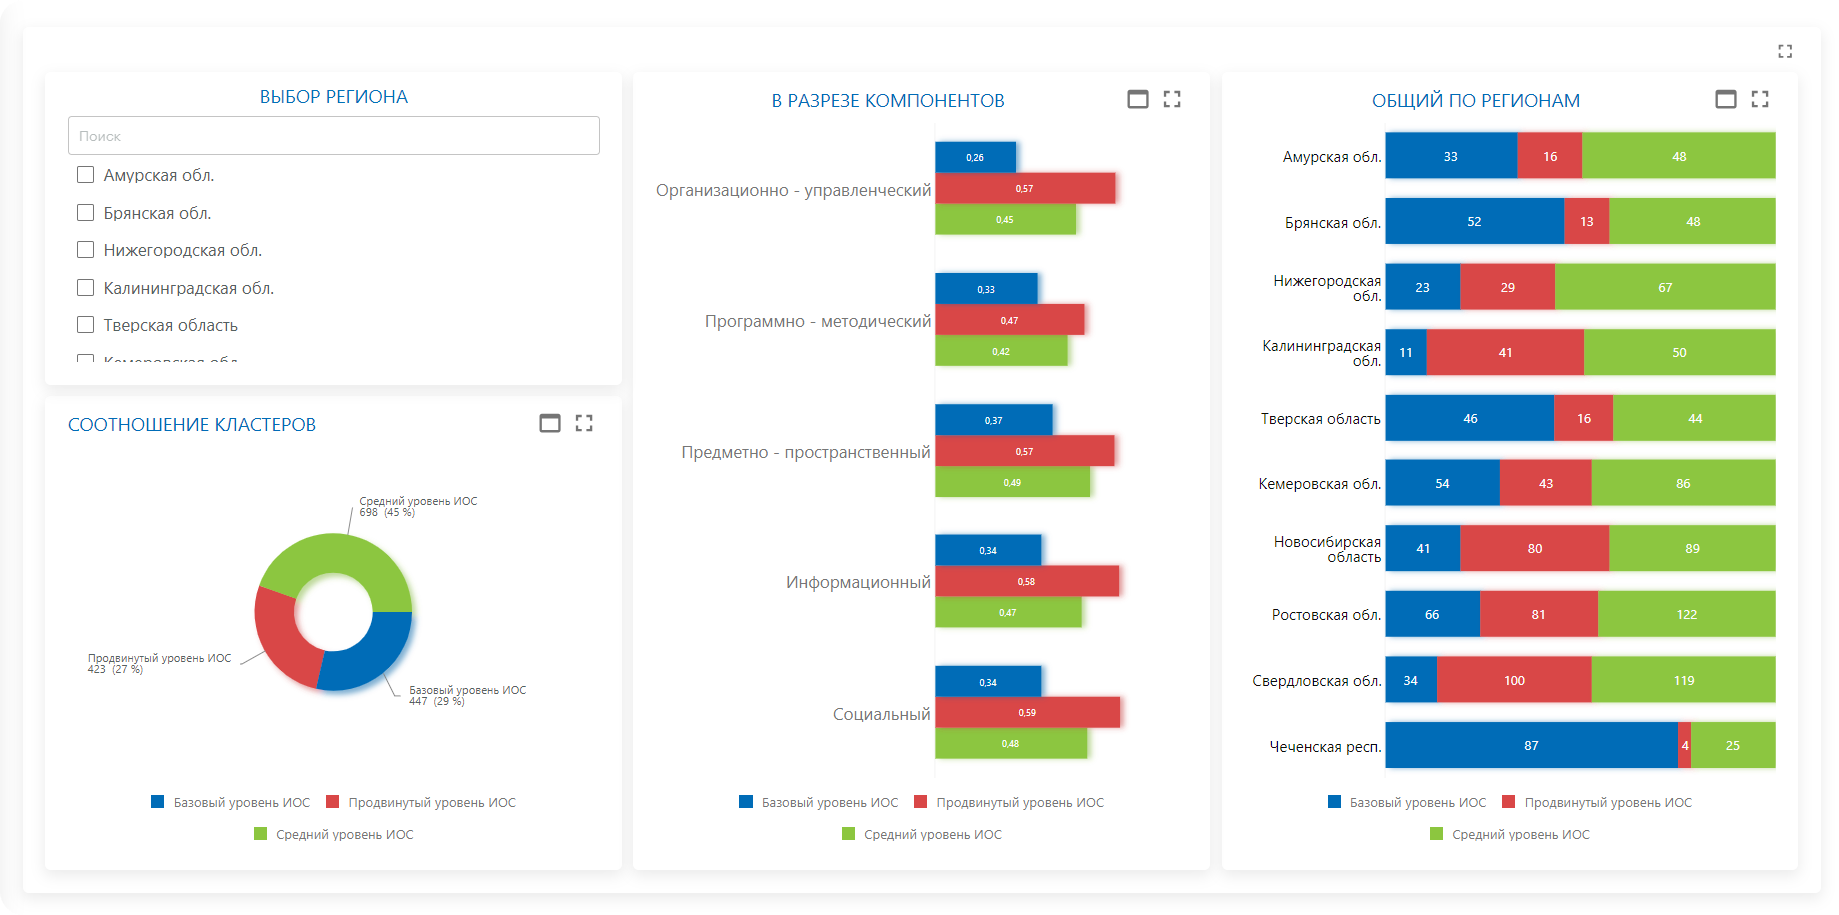 ВЫБОР РЕГИОНА
Поиск
Амурская обл.
Брянская обл.
Нижегородская обл.
Калининградская обл.
Тверская область
Кемеровская обл.
СООТНОШЕНИЕ КЛАСТЕРОВ
Средний уровень ИОС
698 (45 %)
Продвинутый уровень ИОС
423 (27 %)
Базовый уровень ИОС
447 (29 %)
Базовый уровень ИОС Продвинутый уровень ИОС
Средний уровень ИОС
В РАЗРЕЗЕ КОМПОНЕНТОВ
0,26
Организационно - управленческий 0,57
0,45
0,33
Программно - методический 0,47
0,42
0,37
Предметно - пространственный 0,57
0,49
0,34
Информационный 0,58
0,47
0,34
Социальный 0,59
0,48
Базовый уровень ИОС Продвинутый уровень ИОС
Средний уровень ИОС
ОБЩИЙ ПО РЕГИОНАМ
Амурская обл. 33 16 48
Брянская обл. 52 13 48
Нижегородская
обл. 23 29 67
Калининградская
обл. 11 41 50
Тверская область 46 16 44
Кемеровская обл. 54 43 86
Новосибирская
область 41 80 89
Ростовская обл. 66 81 122
Свердловская обл. 34 100 119
Чеченская респ. 87 4 25
Базовый уровень ИОС Продвинутый уровень ИОС
Средний уровень ИОС